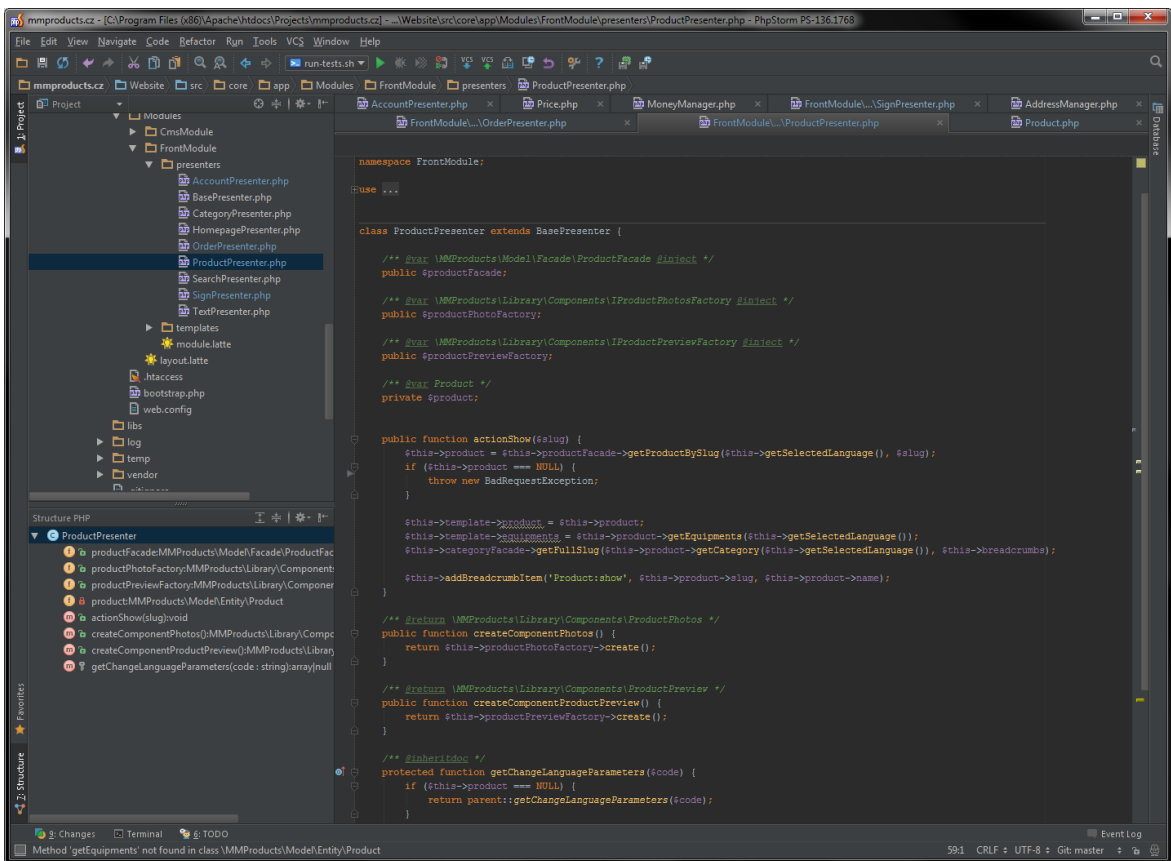 mmproducts.cz - [C:\Program Files (x86)\Apache\htdocs\Projects\mmproducts.cz] - ...\Website\src\core\app\Modules\FrontModule\presenters\ProductPresenter.php - PhpStorm PS-136.1768
File Edit View Navigate Code Refactor Run Tools VCS Window Help
run-tests.sh
mmproducts.cz Website src core app Modules FrontModule presenters ProductPresenter.php
1: Project
Project
AccountPresenter.php Price.php MoneyManager.php FrontModule\...\SignPresenter.php AddressManager.php
FrontModule\...\OrderPresenter.php FrontModule\...\ProductPresenter.php Product.php
Database
Modules
CmsModule
FrontModule
presenters
AccountPresenter.php
BasePresenter.php
CategoryPresenter.php
HomepagePresenter.php
OrderPresenter.php
ProductPresenter.php
SearchPresenter.php
SignPresenter.php
TextPresenter.php
templates
module.latte
layout.latte
.htaccess
bootstrap.php
web.config
libs
log
temp
vendor
Structure PHP
ProductPresenter
productFacade:MMProducts\Model\Facade\ProductFac
productPhotoFactory:MMProducts\Library\Components
productPreviewFactory:MMProducts\Library\Componer
product:MMProducts\Model\Entity\Product
actionShow(slug):void
createComponentPhotos():MMProducts\Library\Compc
createComponentProductPreview():MMProducts\Library
getChangeLanguageParameters(code : string):array|null
Favorites
7: Structure
namespace FrontModule;
use ...
class ProductPresenter extends BasePresenter {
/** @var \MMProducts\Model\Facade\ProductFacade @inject */
public $productFacade;
/** @var \MMProducts\Library\Components\IProductPhotosFactory @inject */
public $productPhotoFactory;
/** @var \MMProducts\Library\Components\IProductPreviewFactory @inject */
public $productPreviewFactory;
/** @var Product */
private $product;
public function actionShow($slug) {
$this->product = $this->productFacade->getProductBySlug($this->getSelectedLanguage(), $slug);
if ($this->product === NULL) {
throw new BadRequestException;
}
$this->template->product = $this->product;
$this->template->equipments = $this->product->getEquipments($this->getSelectedLanguage());
$this->categoryFacade->getFullSlug($this->product->getCategory($this->getSelectedLanguage()), $this->breadcrumbs);
$this->addBreadcrumbItem('Product:show', $this->product->slug, $this->product->name);
}
/** @return \MMProducts\Library\Components\ProductPhotos */
public function createComponentPhotos() {
return $this->productPhotoFactory->create();
}
/** @return \MMProducts\Library\Components\ProductPreview */
public function createComponentProductPreview() {
return $this->productPreviewFactory->create();
}
/** @inheritdoc */
protected function getChangeLanguageParameters($code) {
if ($this->product === NULL) {
return parent::getChangeLanguageParameters($code);
}
9: Changes Terminal 6: TODO Event Log
Method 'getEquipments' not found in class \MMProducts\Model\Entity\Product 59:1 CRLF UTF-8 Git: master